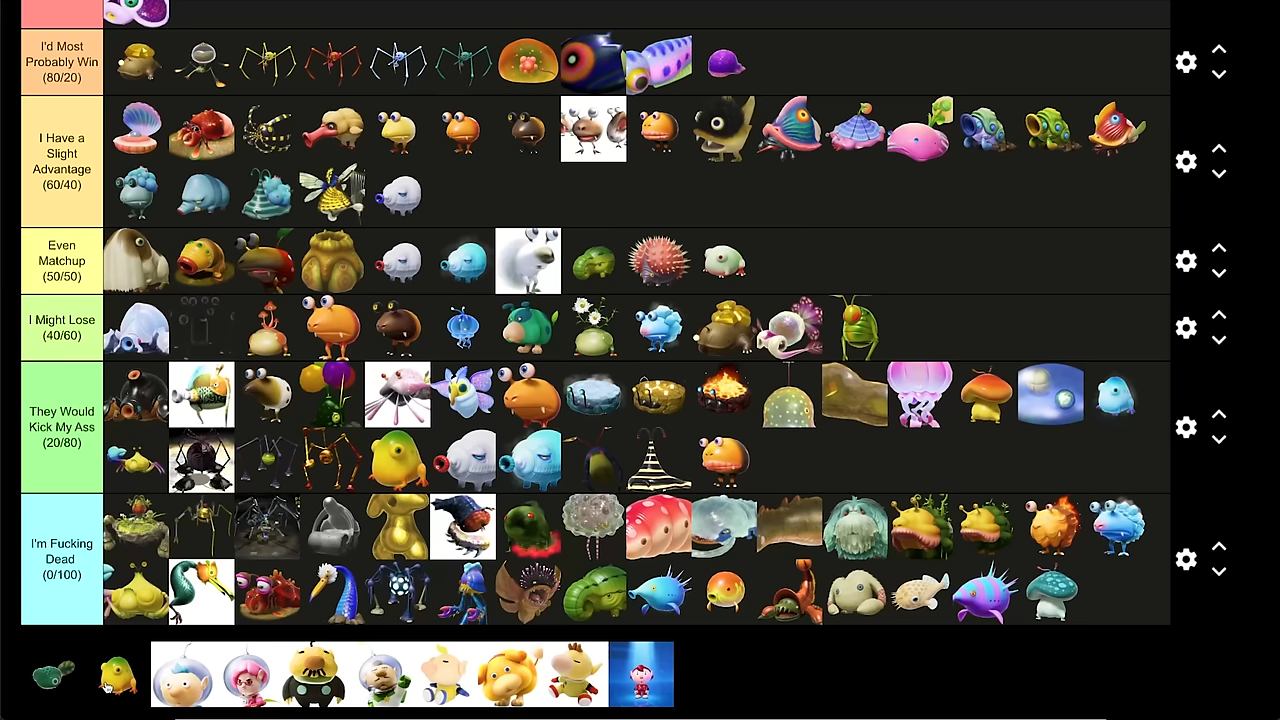 I'd Most
Probably Win
(80/20)
I Have a
Slight
Advantage
(60/40)
Even
Matchup
(50/50)
I Might Lose
(40/60)
They Would
Kick My Ass
(20/80)
I'm Fucking
Dead
(0/100)